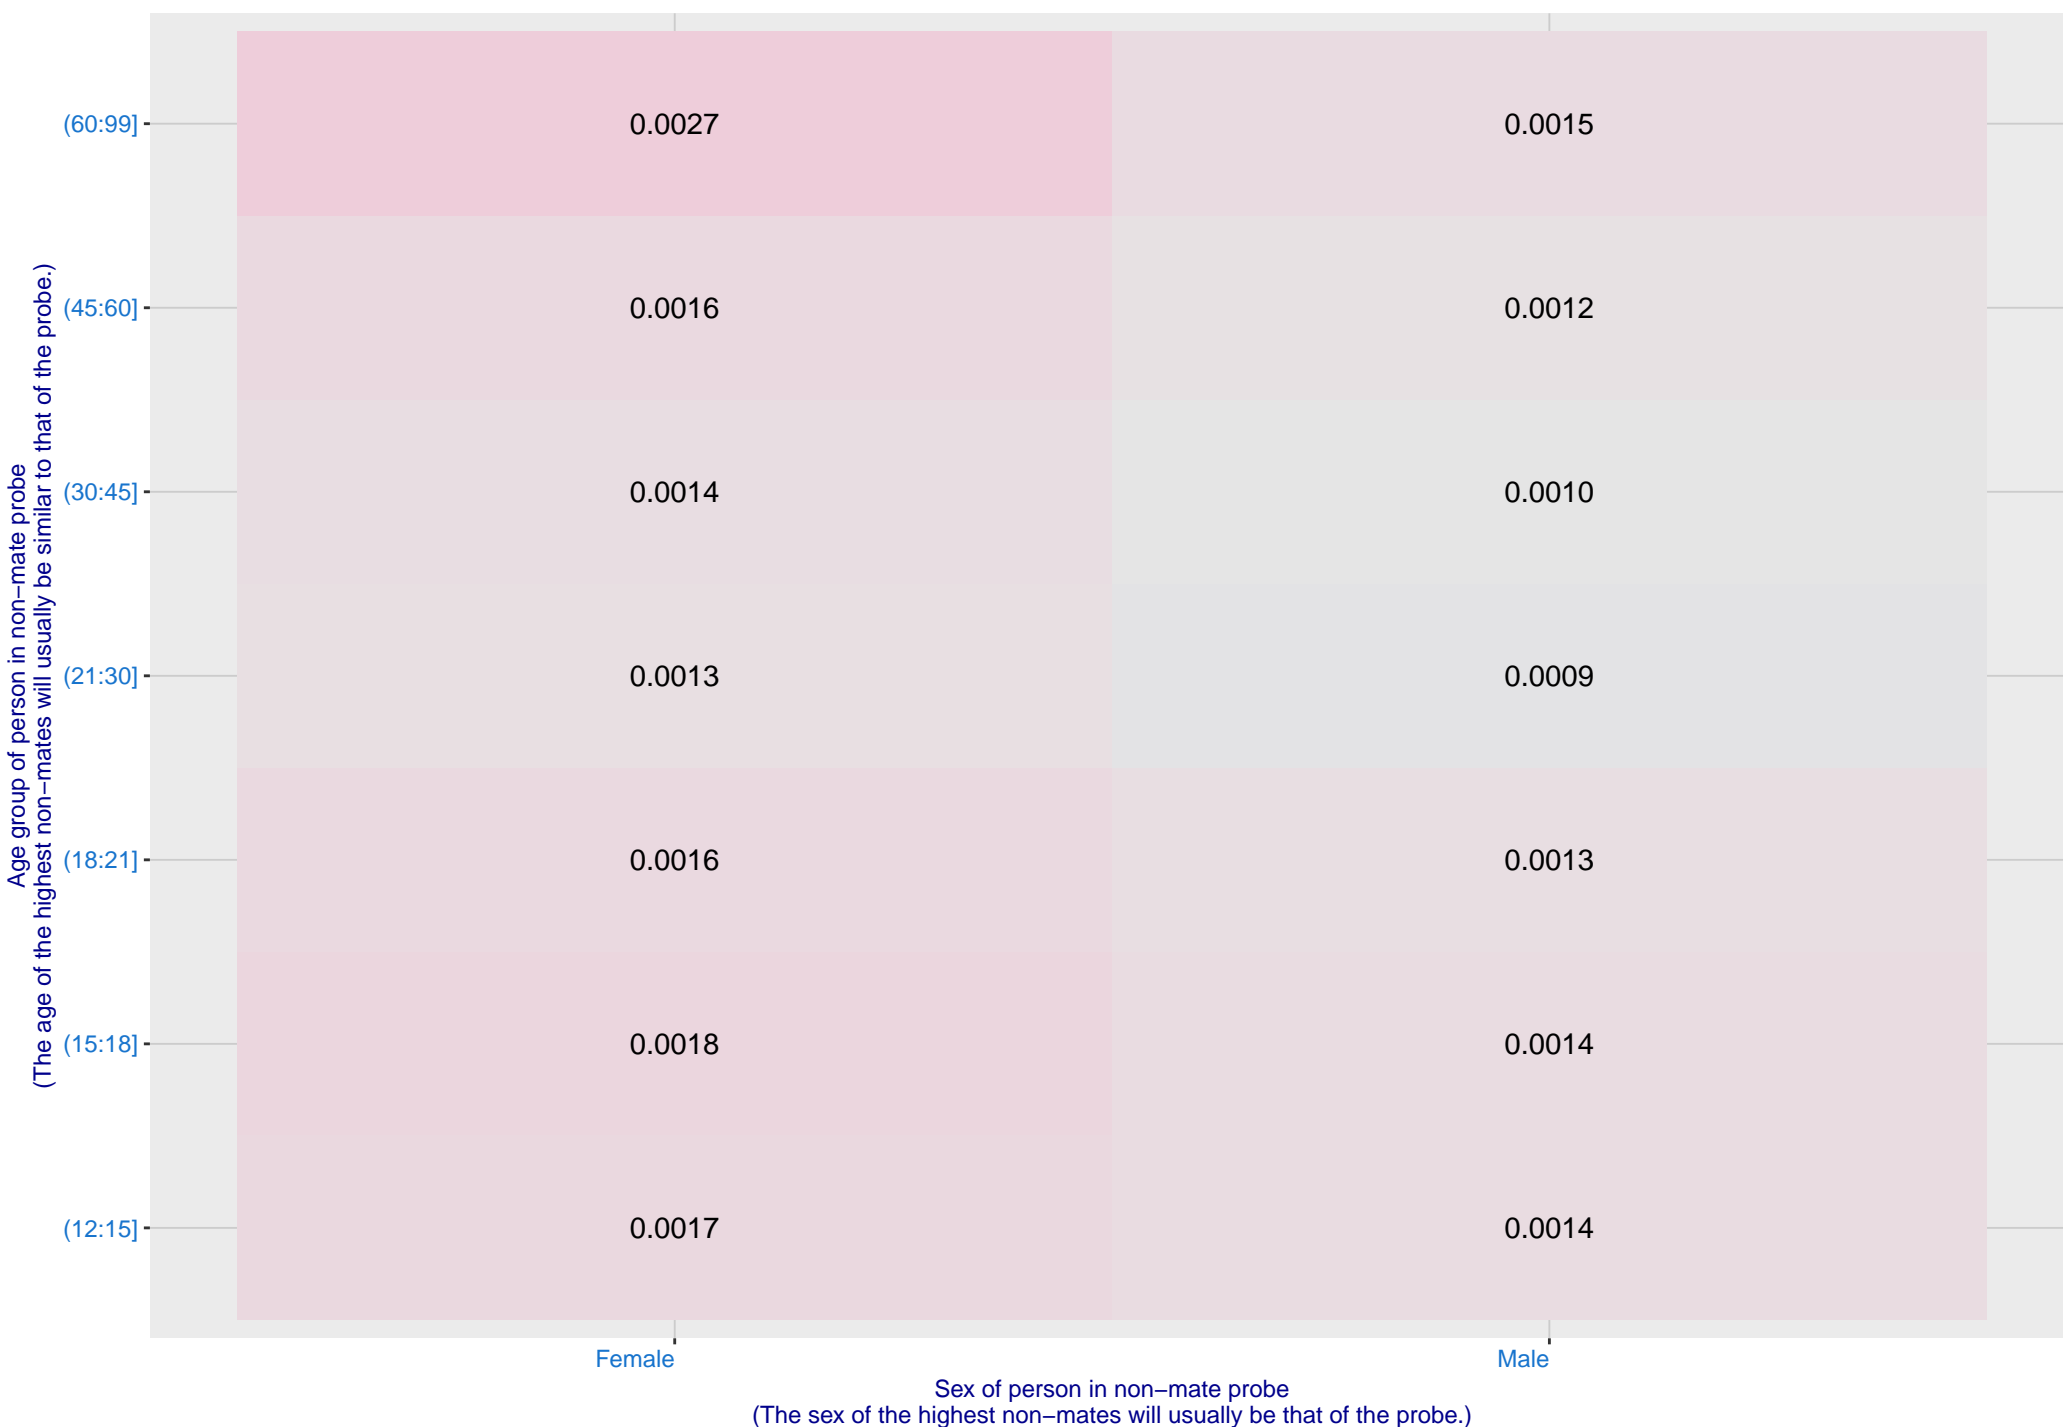 Age group of person in non−mate probe
(The age of the highest non−mates will usually be similar to that of the probe.)
(60:99] 0.0027 0.0015
(45:60] 0.0016 0.0012
(30:45] 0.0014 0.0010
(21:30] 0.0013 0.0009
(18:21] 0.0016 0.0013
(15:18] 0.0018 0.0014
(12:15] 0.0017 0.0014
Female Male
Sex of person in non−mate probe
(The sex of the highest non−mates will usually be that of the probe.)